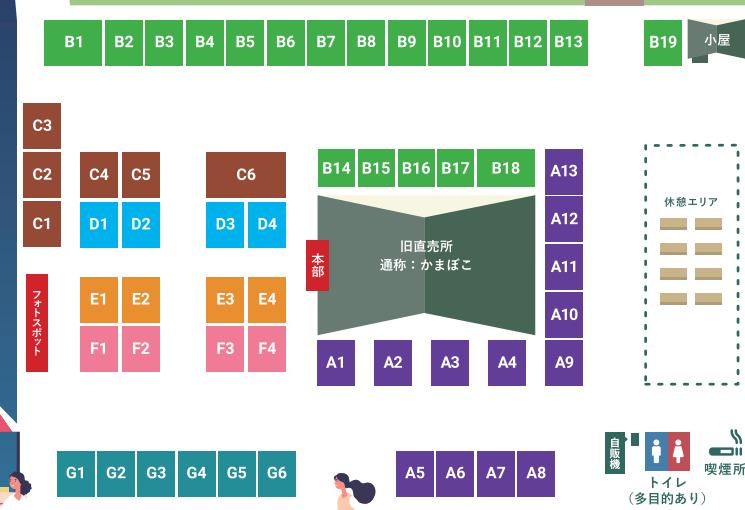 B1 B2 B3 B4 B5 B6 B7 B8 B9 B10 B11 B12 B13 B19 小屋
C3
C2
C1
C4 C5 C6
D1 D2 D3 D4
B14 B15 B16 B17 B18
A13
A12
A11
A10
A9
旧直売所
通称：かまぼこ
本部
休憩エリア
フォトスポット
E1 E2 E3 E4
F1 F2 F3 F4
A1 A2 A3 A4
G1 G2 G3 G4 G5 G6
A5 A6 A7 A8
自販機
トイレ
（多目的あり）
喫煙所